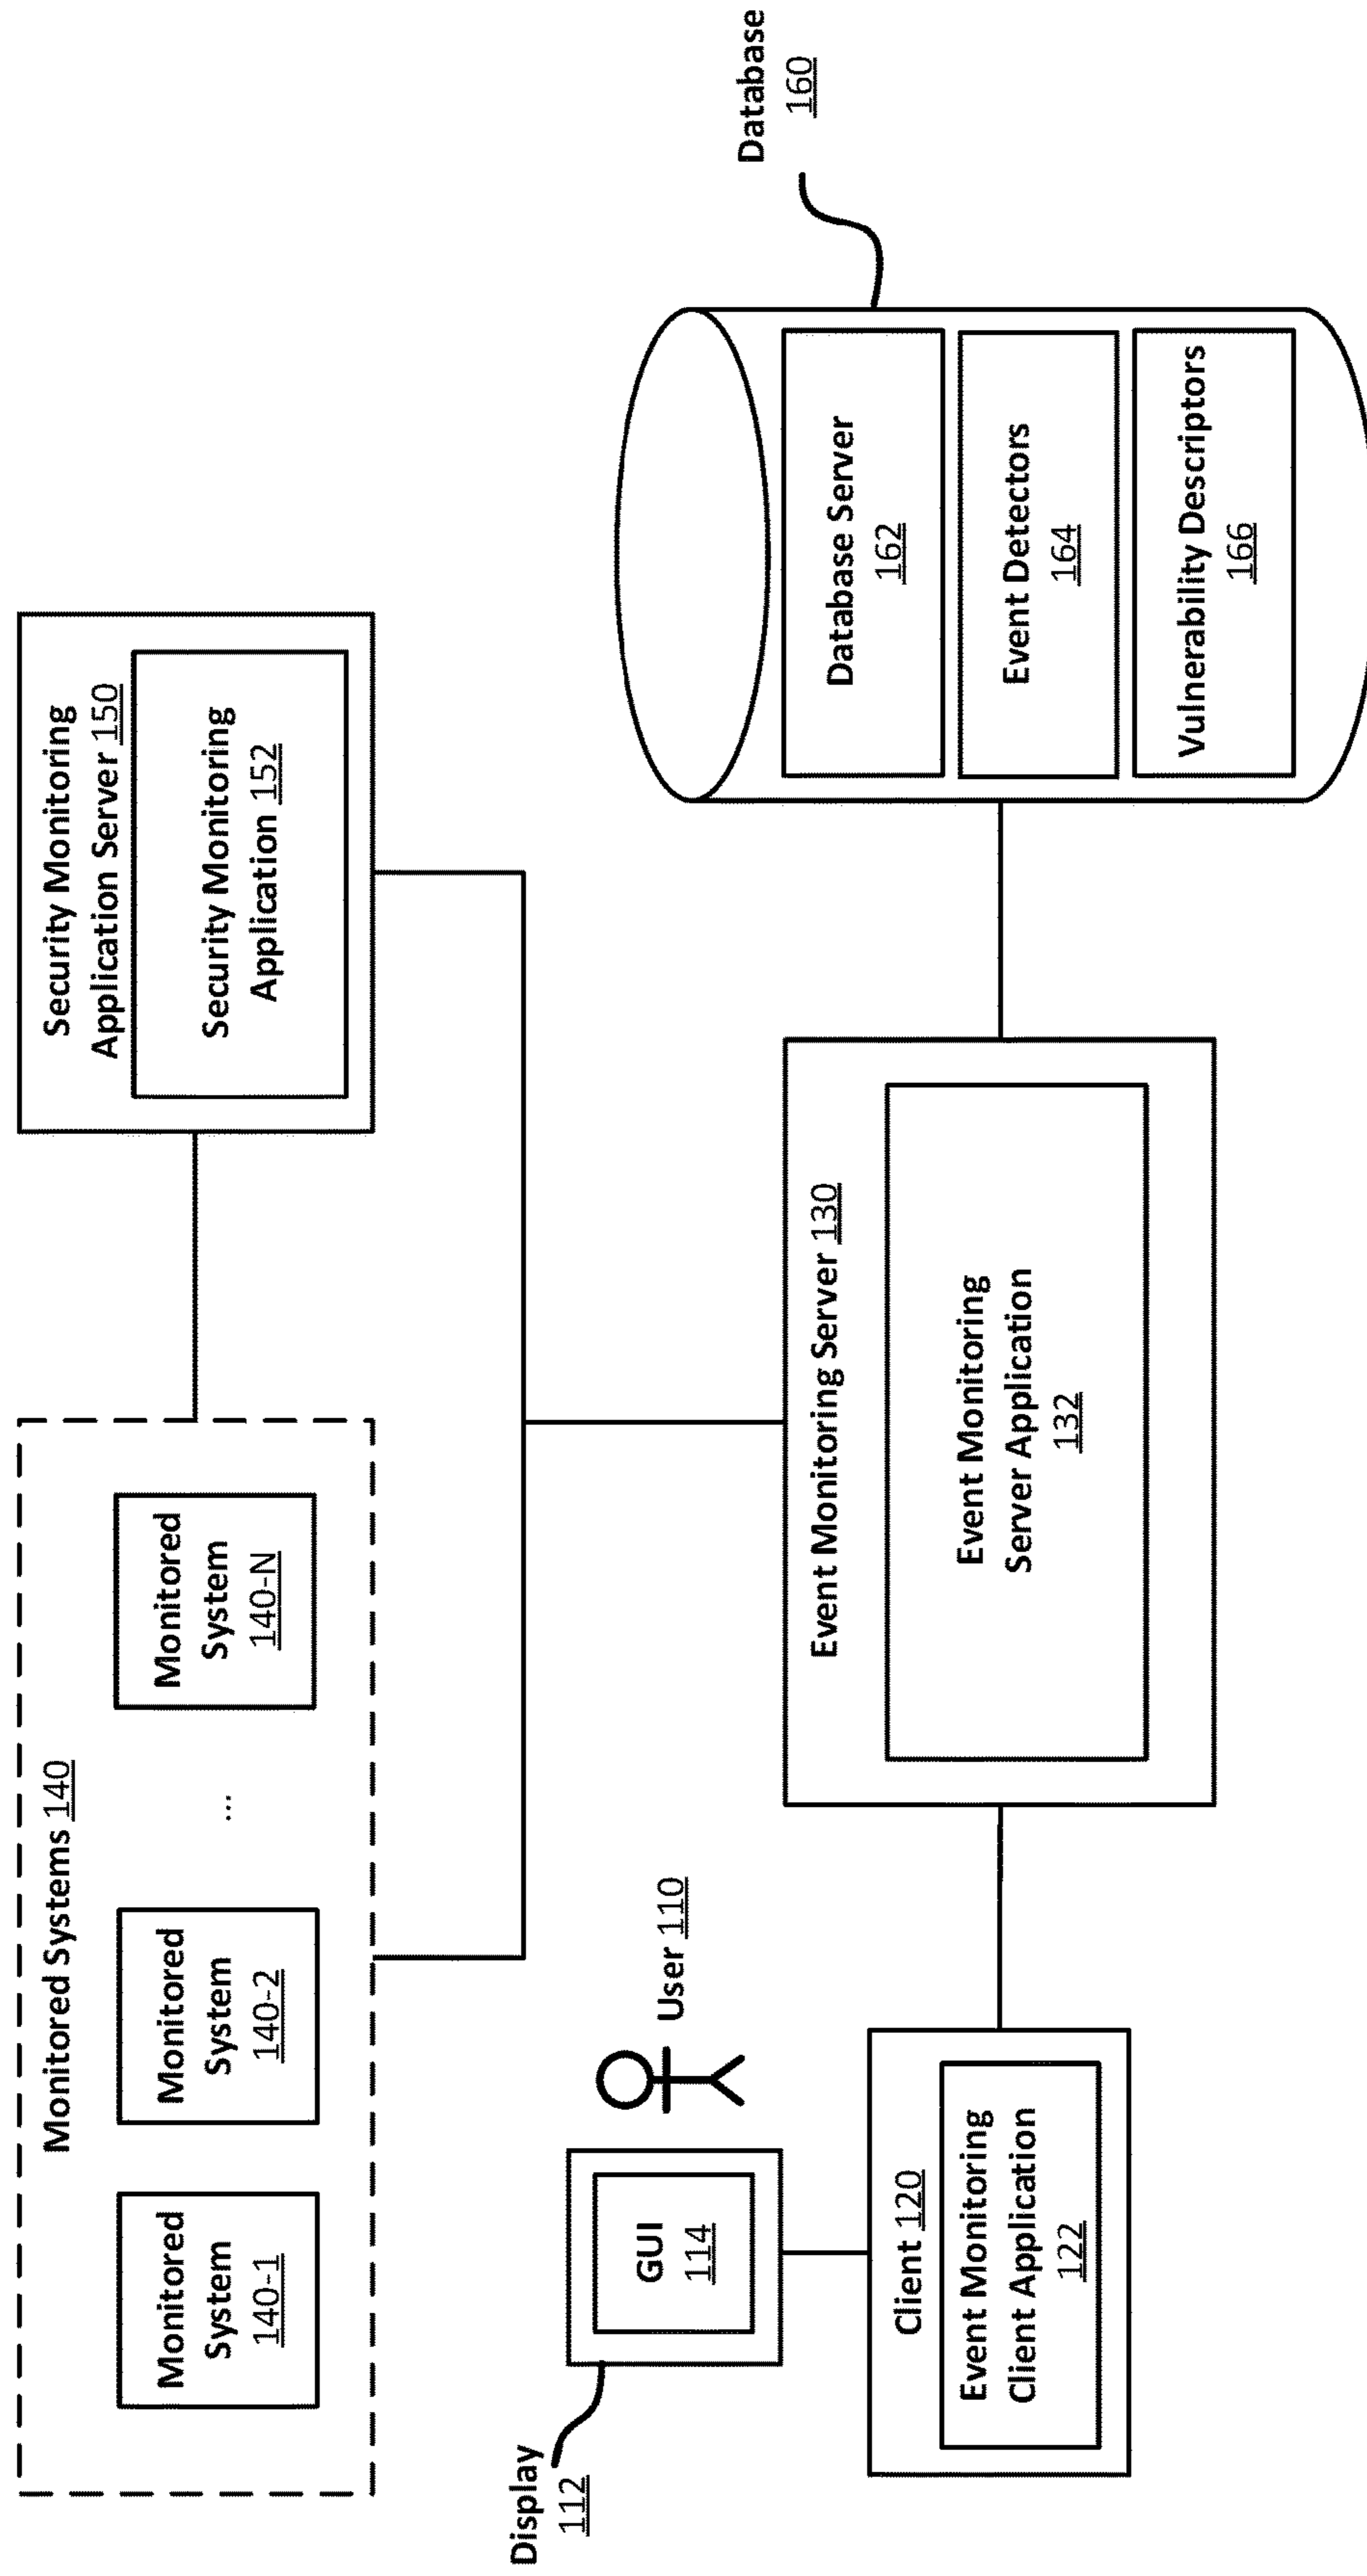 Monitored Systems 140
Monitored
System
140-1
Monitored
System
140-2
...
Monitored
System
140-N
Security Monitoring
Application Server 150
Security Monitoring
Application 152
Display
112
GUI
114
User 110
Client 120
Event Monitoring
Client Application
122
Event Monitoring Server 130
Event Monitoring
Server Application
132
Database
160
Database Server
162
Event Detectors
164
Vulnerability Descriptors
166